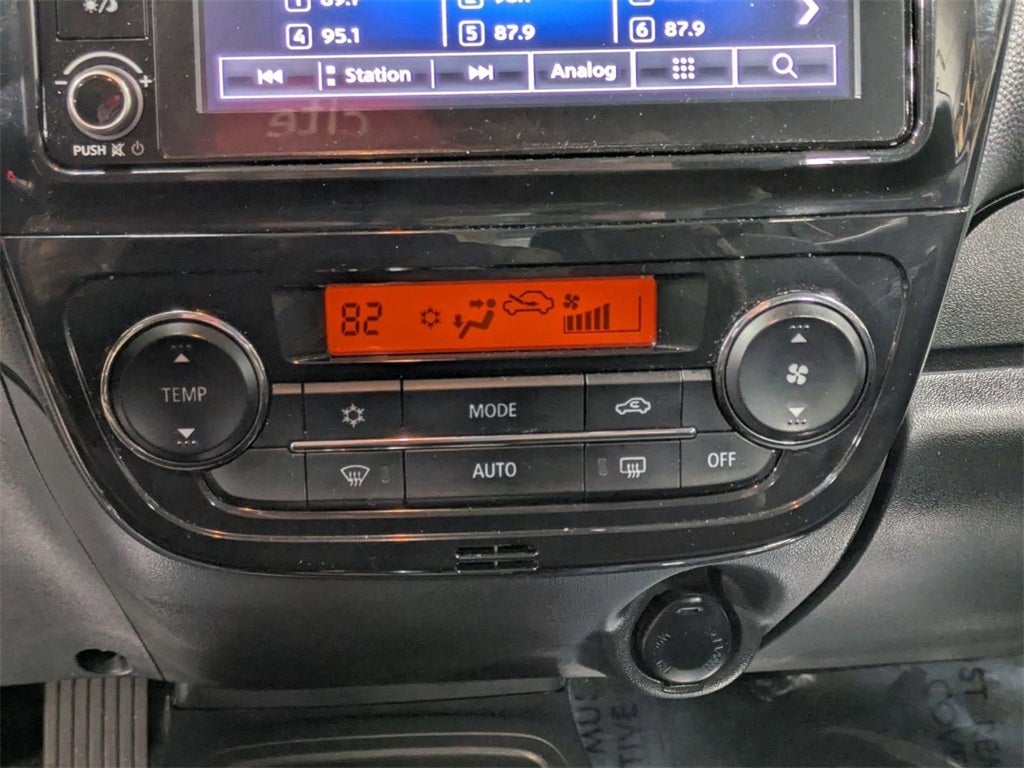 4 95.1 5 87.9 6 87.9
Station Analog
PUSH
82
TEMP
MODE
AUTO OFF